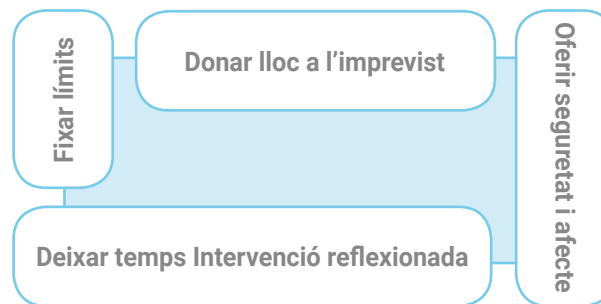 Fixar límits
Donar lloc a l’imprevist
Oferir seguretat i afecte
Deixar temps Intervenció reflexionada